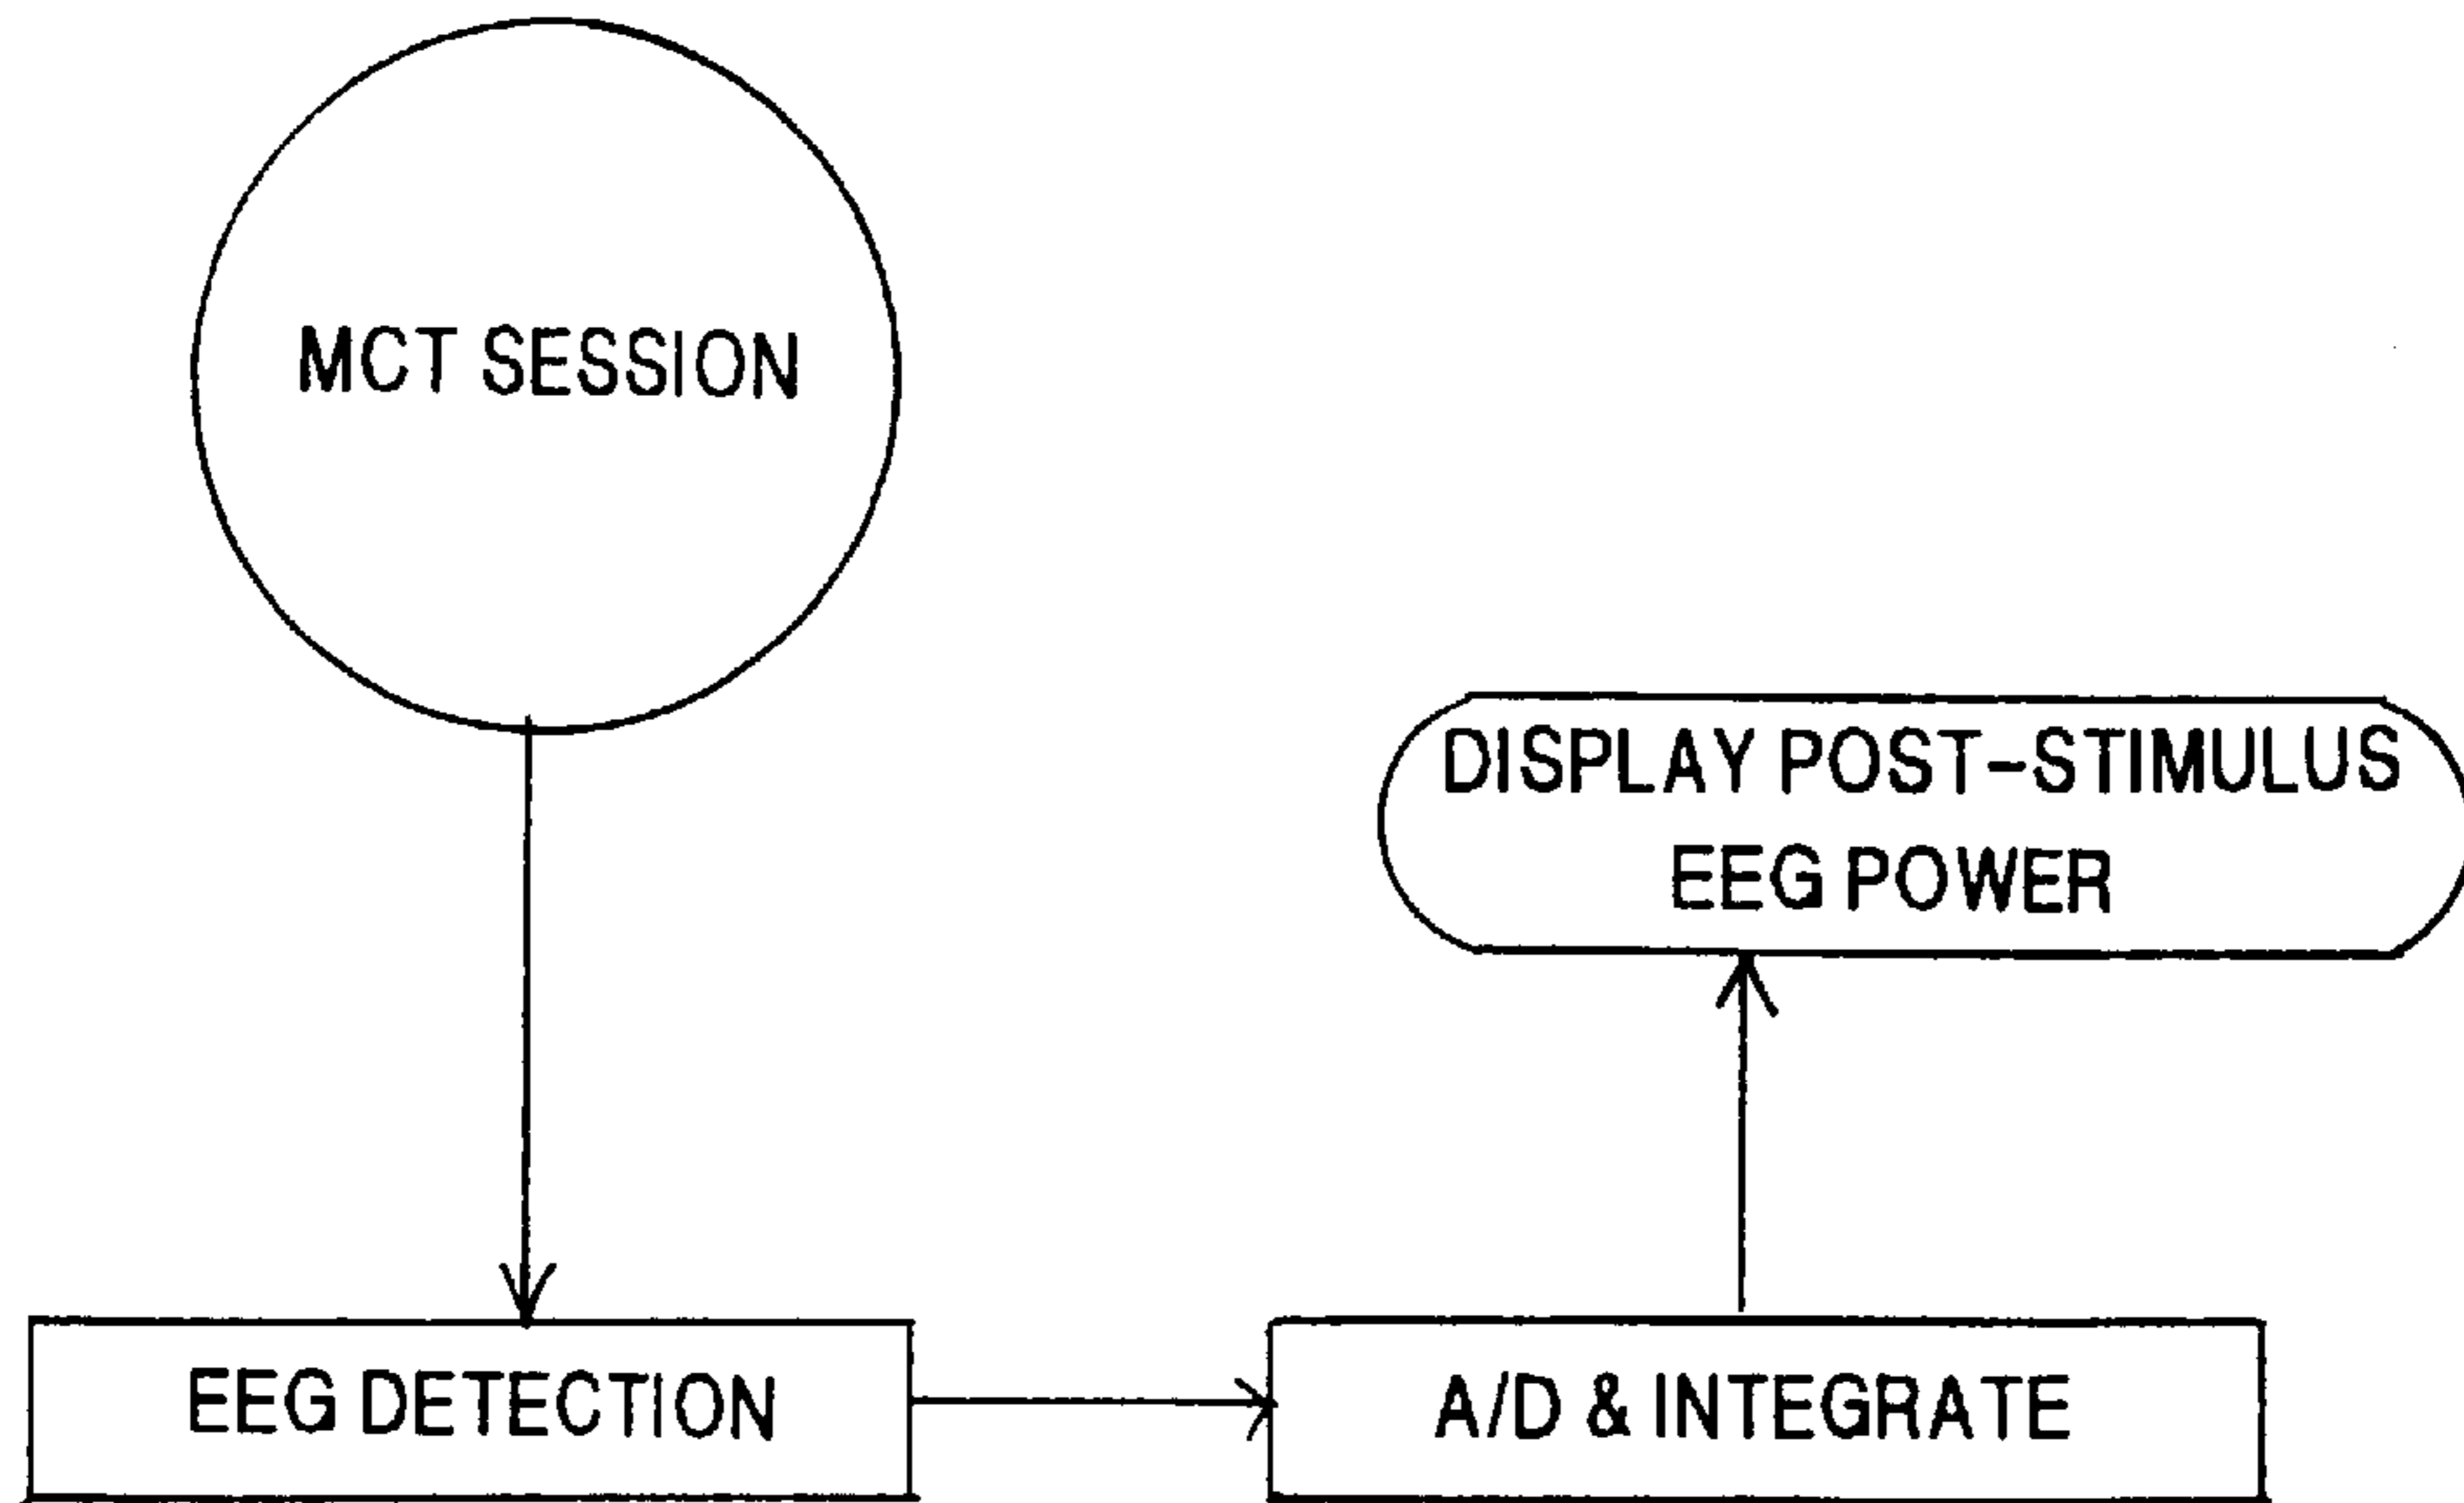 MCT SESSION
DISPLAY POST-STIMULUS
EEG POWER
EEG DETECTION
A/D & INTEGRATE